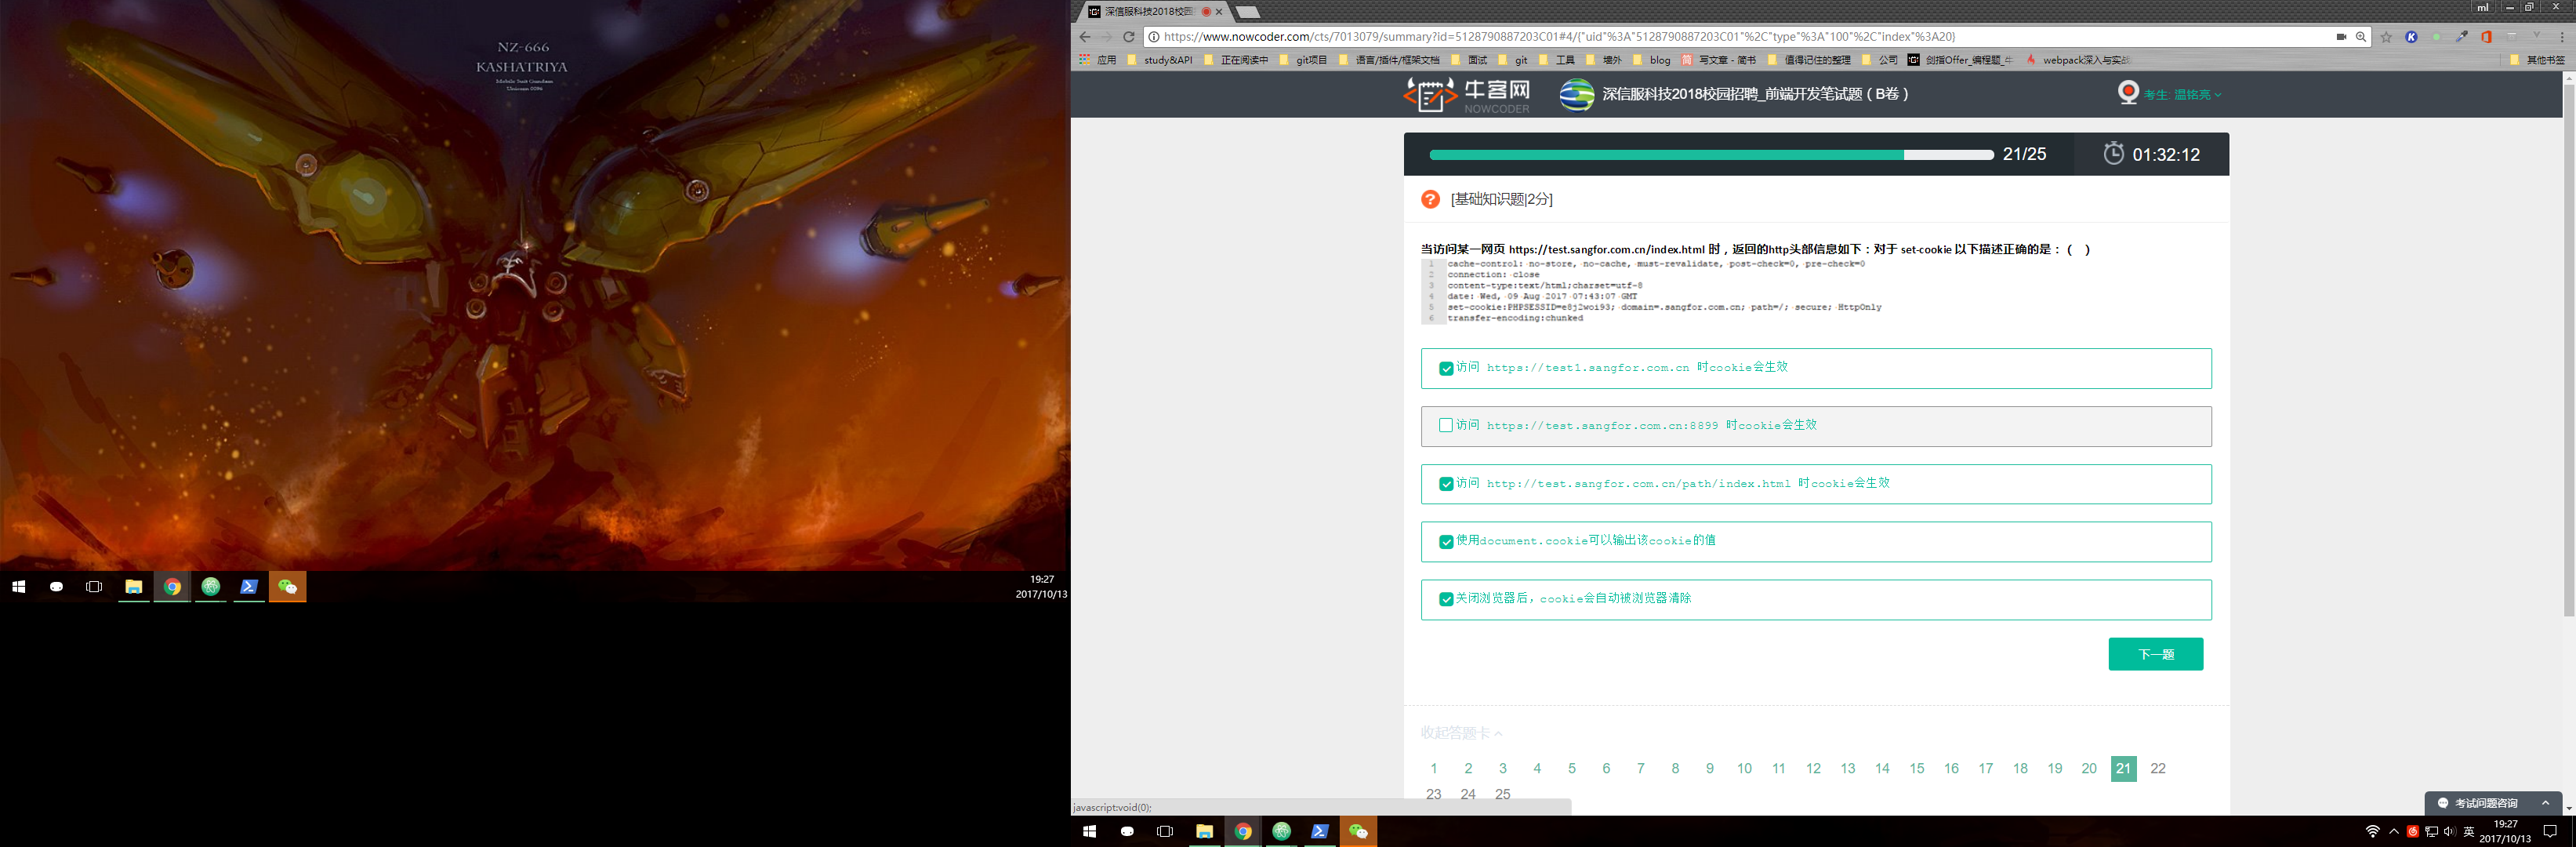 NZ-666
KASHATRIYA
Mobile Suit Gundam
Unicorn 0096
19:27
2017/10/13
深信服科技2018校园
ml
https://www.nowcoder.com/cts/7013079/summary?id=5128790887203C01#4/{"uid"%3A"5128790887203C01"%2C"type"%3A"100"%2C"index"%3A20}
应用 study&API 正在阅读中 git项目 语言/插件/框架文档 面试 git 工具 墙外 blog 简 写文章 - 简书 值得记住的整理 公司 剑指Offer_编程题_牛 webpack深入与实战 其他书签
牛客网
NOWCODER
深信服科技2018校园招聘_前端开发笔试题（B卷）
考生: 温铭亮
21/25
01:32:12
? [基础知识题|2分]
当访问某一网页 https://test.sangfor.com.cn/index.html 时，返回的http头部信息如下：对于 set-cookie 以下描述正确的是：（ ）
1 cache-control: no-store, no-cache, must-revalidate, post-check=0, pre-check=0
2 connection: close
3 content-type:text/html;charset=utf-8
4 date: Wed, 09 Aug 2017 07:43:07 GMT
5 set-cookie:PHPSESSID=e8j2woi93; domain=.sangfor.com.cn; path=/; secure; HttpOnly
6 transfer-encoding:chunked
访问 https://test1.sangfor.com.cn 时cookie会生效
访问 https://test.sangfor.com.cn:8899 时cookie会生效
访问 http://test.sangfor.com.cn/path/index.html 时cookie会生效
使用document.cookie可以输出该cookie的值
关闭浏览器后，cookie会自动被浏览器清除
下一题
收起答题卡
1 2 3 4 5 6 7 8 9 10 11 12 13 14 15 16 17 18 19 20 21 22
23 24 25
javascript:void(0);
考试问题咨询
英
19:27
2017/10/13